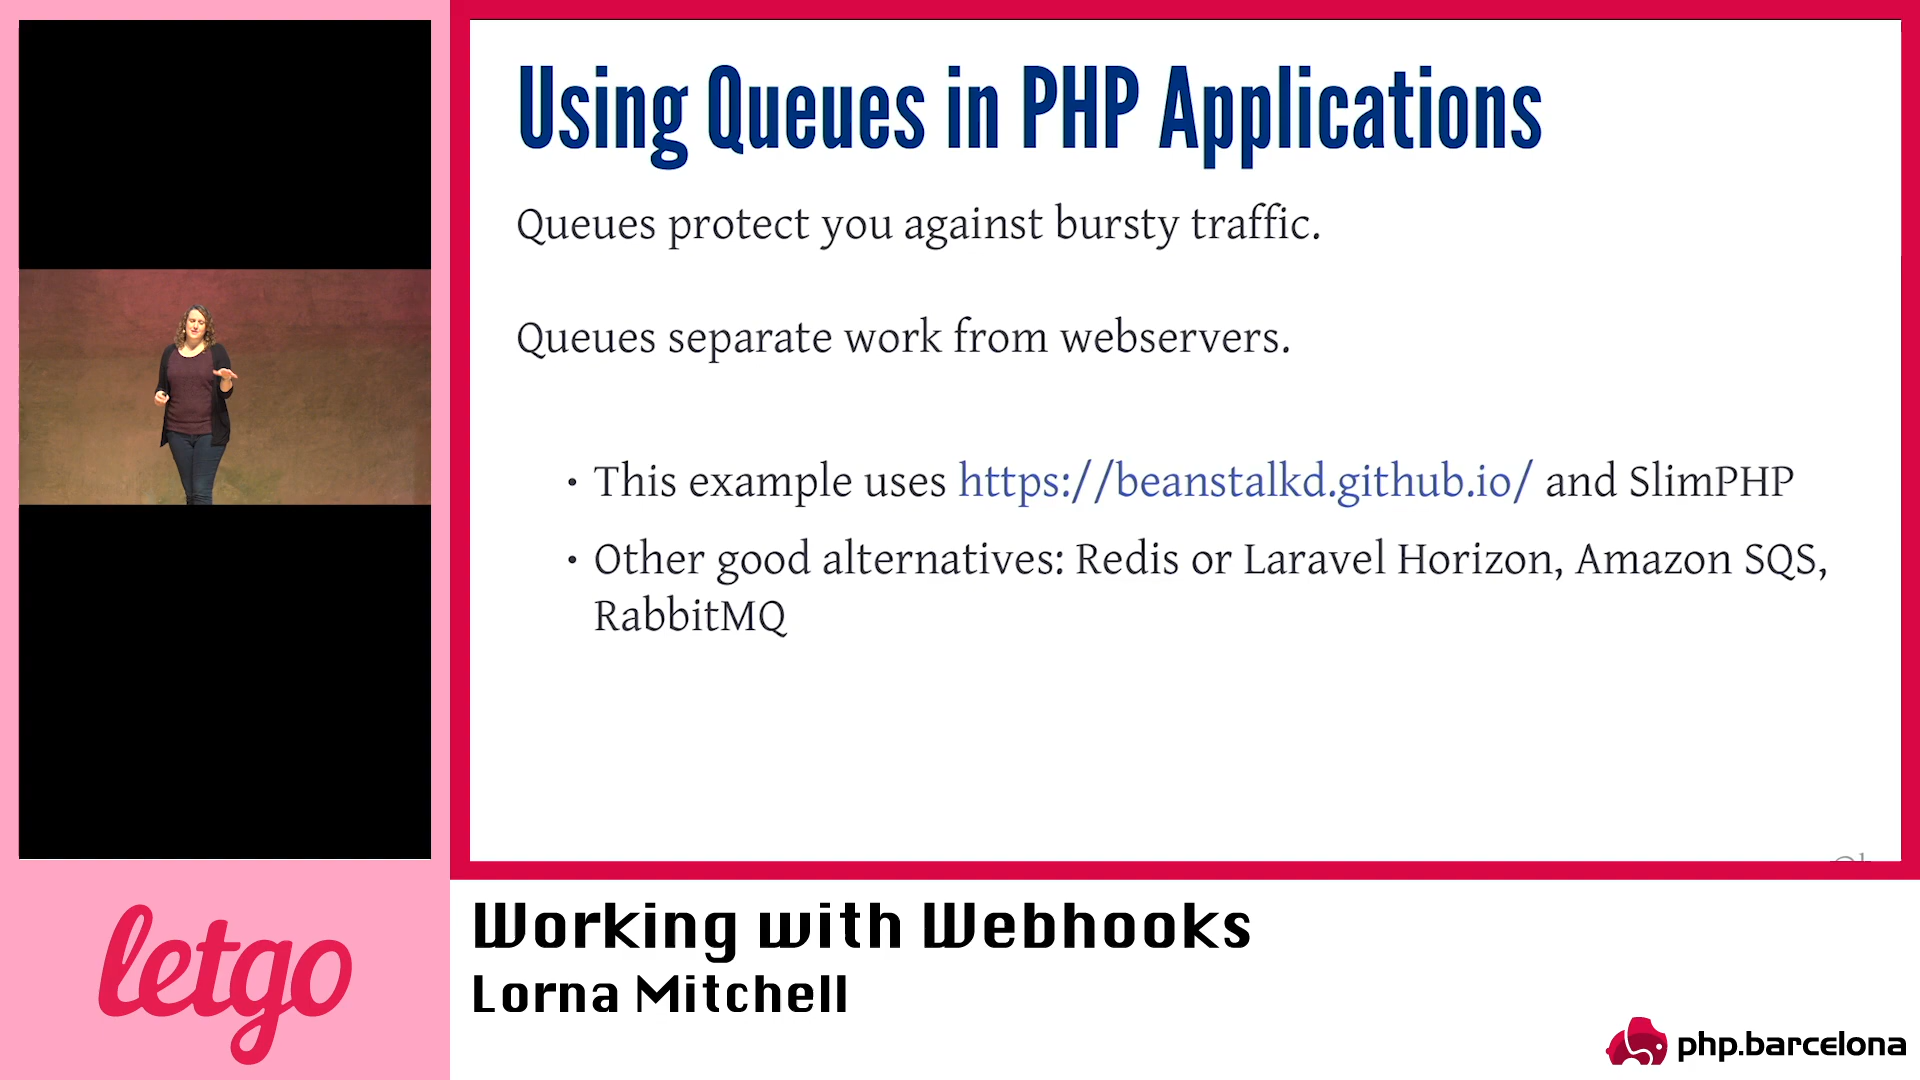 Using Queues in PHP Applications
Queues protect you against bursty traffic.
Queues separate work from webservers.
• This example uses https://beanstalkd.github.io/ and SlimPHP
• Other good alternatives: Redis or Laravel Horizon, Amazon SQS,
RabbitMQ
letgo
Working with Webhooks
Lorna Mitchell
php.barcelona